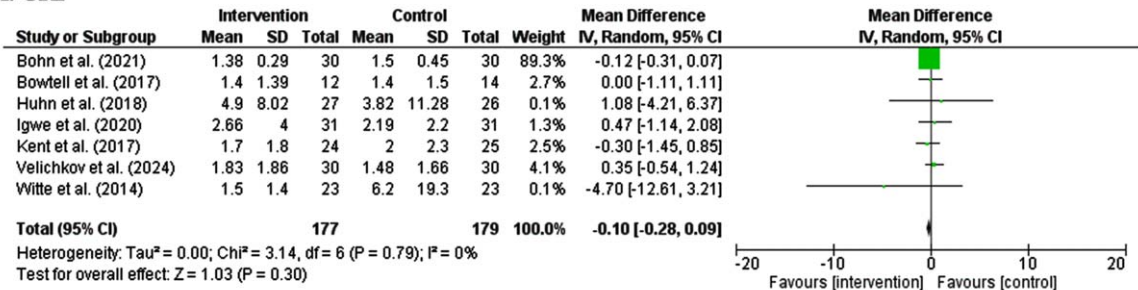 Intervention Control Mean Difference Mean Difference
Study or Subgroup Mean SD Total Mean SD Total Weight IV, Random, 95% CI IV, Random, 95% CI
Bohn et al. (2021) 1.38 0.29 30 1.5 0.45 30 89.3% -0.12 [-0.31, 0.07]
Bowtell et al. (2017) 1.4 1.39 12 1.4 1.5 14 2.7% 0.00 [-1.11, 1.11]
Huhn et al. (2018) 4.9 8.02 27 3.82 11.28 26 0.1% 1.08 [-4.21, 6.37]
Igwe et al. (2020) 2.66 4 31 2.19 2.2 31 1.3% 0.47 [-1.14, 2.08]
Kent et al. (2017) 1.7 1.8 24 2 2.3 25 2.5% -0.30 [-1.45, 0.85]
Velichkov et al. (2024) 1.83 1.86 30 1.48 1.66 30 4.1% 0.35 [-0.54, 1.24]
Witte et al. (2014) 1.5 1.4 23 6.2 19.3 23 0.1% -4.70 [-12.61, 3.21]
Total (95% CI) 177 179 100.0% -0.10 [-0.28, 0.09]
Heterogeneity: Tau² = 0.00; Chi² = 3.14, df = 6 (P = 0.79); I² = 0%
Test for overall effect: Z = 1.03 (P = 0.30)
-20 -10 0 10 20
Favours [intervention] Favours [control]